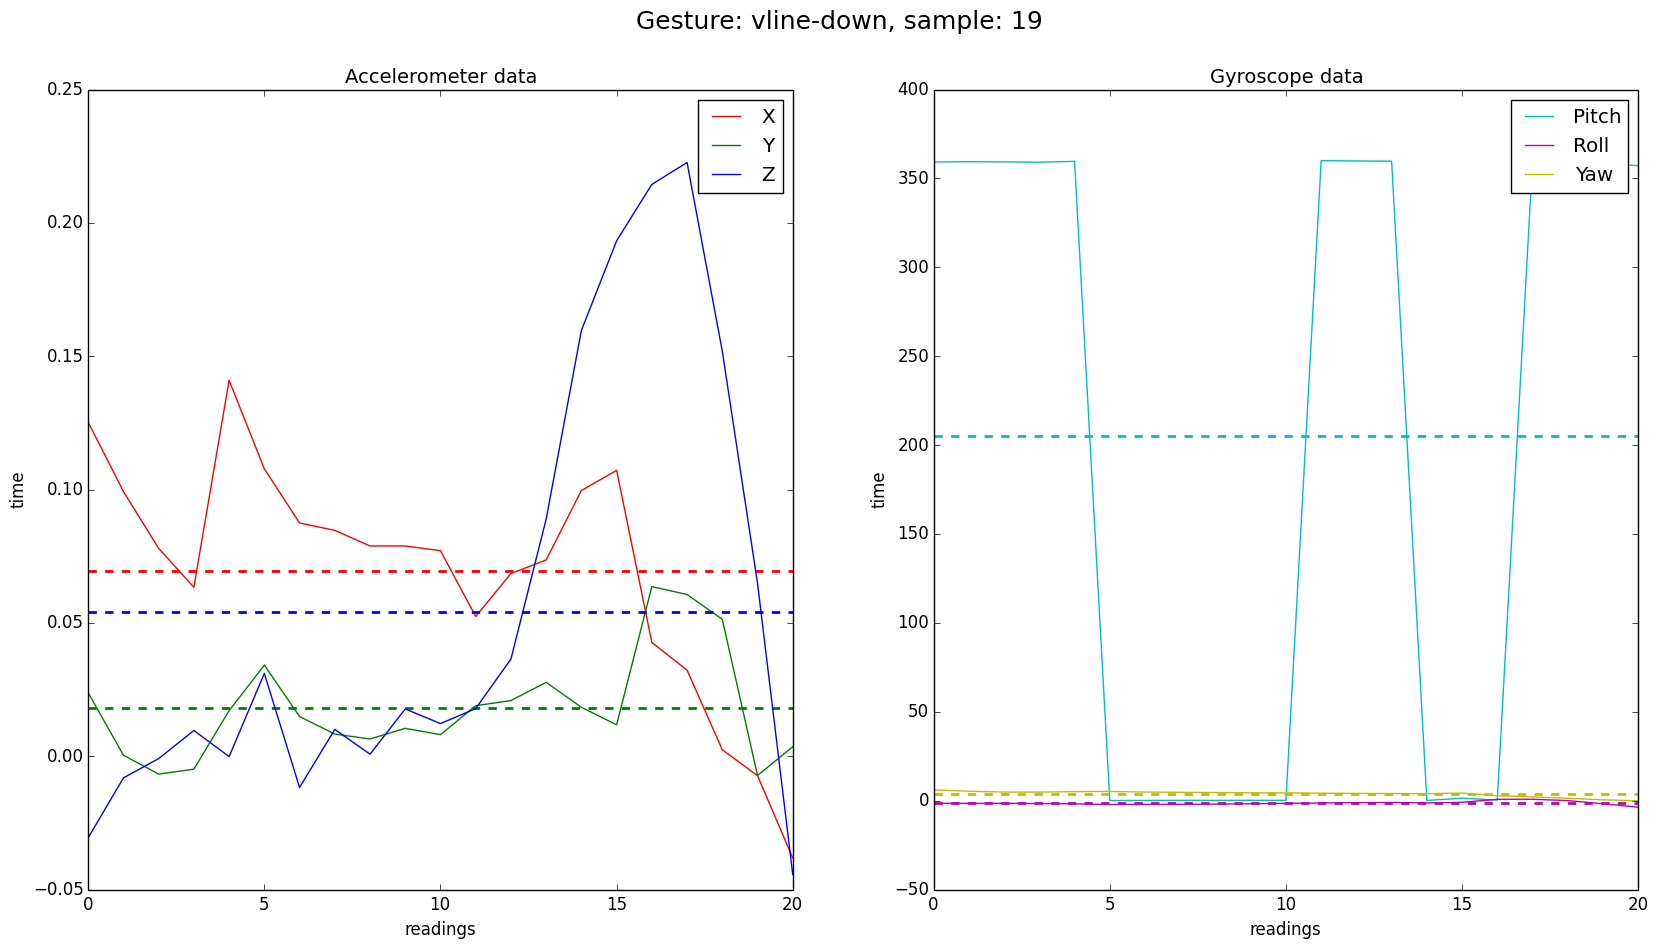 Gesture: vline-down, sample: 19
Accelerometer data
0.25
0.20
0.15
0.10
0.05
0.00
−0.05
time
X
Y
Z
0 5 10 15 20
readings
Gyroscope data
400
350
300
250
200
150
100
50
0
−50
time
Pitch
Roll
Yaw
0 5 10 15 20
readings